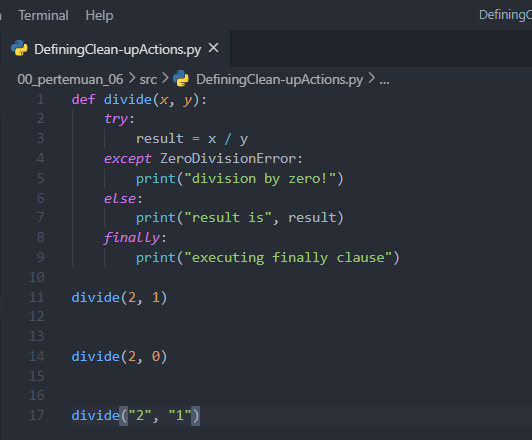 Terminal Help DefiningC
DefiningClean-upActions.py ×
00_pertemuan_06 > src > DefiningClean-upActions.py > ...
1 def divide(x, y):
2     try:
3         result = x / y
4     except ZeroDivisionError:
5         print("division by zero!")
6     else:
7         print("result is", result)
8     finally:
9         print("executing finally clause")
10
11 divide(2, 1)
12
13
14 divide(2, 0)
15
16
17 divide("2", "1")